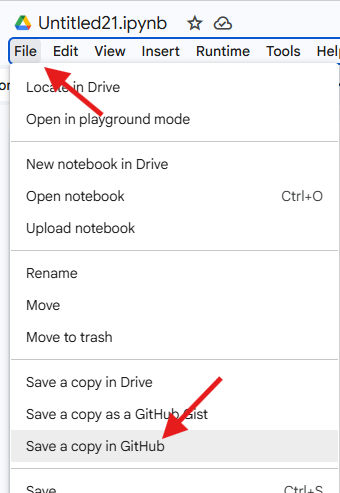 Untitled21.ipynb
File Edit View Insert Runtime Tools
Locate in Drive
Open in playground mode
New notebook in Drive
Open notebook Ctrl+O
Upload notebook
Rename
Move
Move to trash
Save a copy in Drive
Save a copy as a GitHub Gist
Save a copy in GitHub
Save Ctrl+S